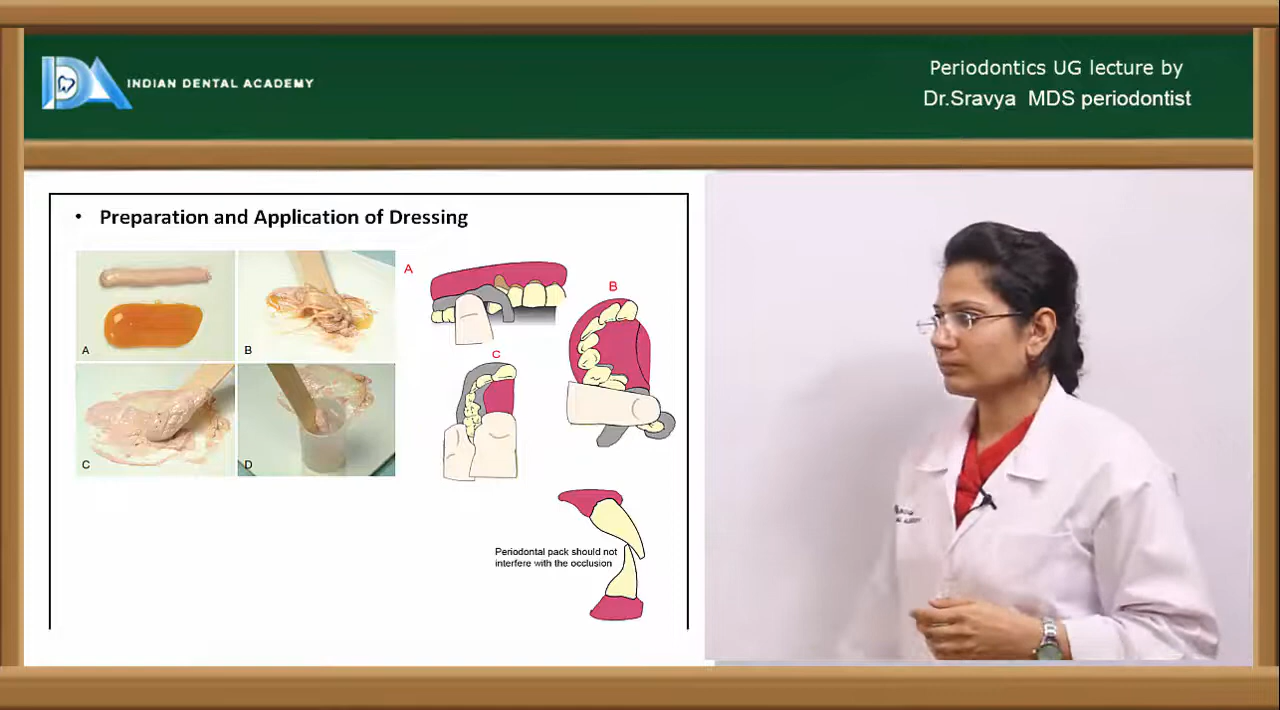 INDIAN DENTAL ACADEMY
Periodontics UG lecture by
Dr.Sravya MDS periodontist
• Preparation and Application of Dressing
A
B
C
D
A
B
C
Periodontal pack should not
interfere with the occlusion